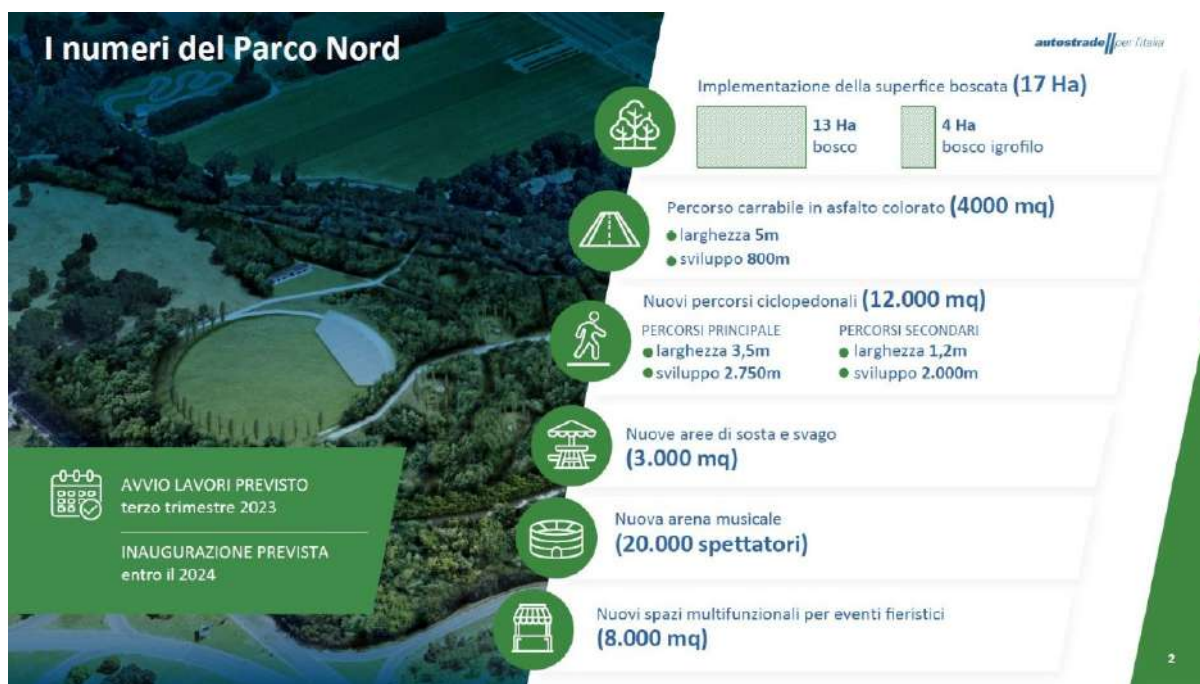 I numeri del Parco Nord
autostrade per l'italia
Implementazione della superfice boscata (17 Ha)
13 Ha
bosco
4 Ha
bosco igrofilo
Percorso carrabile in asfalto colorato (4000 mq)
larghezza 5m
sviluppo 800m
Nuovi percorsi ciclopedonali (12.000 mq)
PERCORSI PRINCIPALE
larghezza 3,5m
sviluppo 2.750m
PERCORSI SECONDARI
larghezza 1,2m
sviluppo 2.000m
Nuove aree di sosta e svago
(3.000 mq)
AVVIO LAVORI PREVISTO
terzo trimestre 2023
INAUGURAZIONE PREVISTA
entro il 2024
Nuova arena musicale
(20.000 spettatori)
Nuovi spazi multifunzionali per eventi fieristici
(8.000 mq)
2